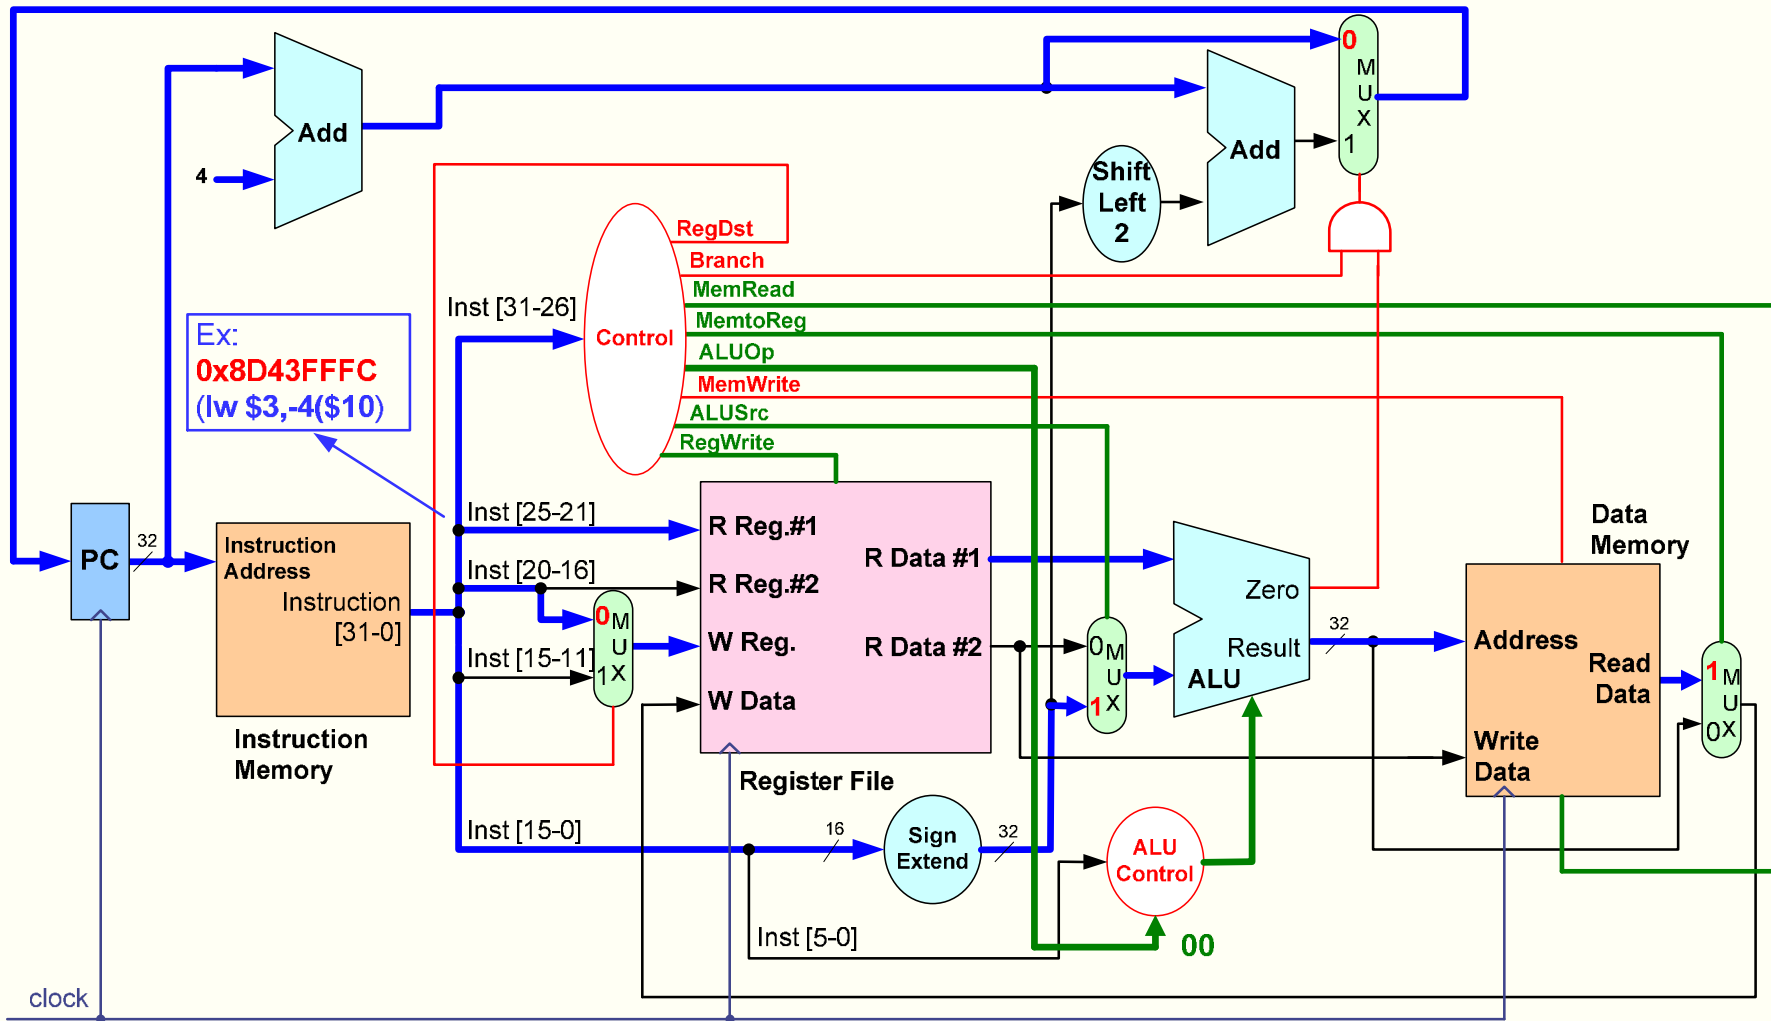 0
M
U
X
1
Add
4
Add
Shift
Left
2
RegDst
Branch
MemRead
MemtoReg
ALUOp
MemWrite
ALUSrc
RegWrite
Control
Inst [31-26]
Ex:
0x8D43FFFC
(lw $3,-4($10)
PC
32
Instruction
Address
Instruction
[31-0]
Instruction
Memory
Inst [25-21]
Inst [20-16]
Inst [15-11]
0
M
U
1X
R Reg.#1
R Reg.#2
W Reg.
W Data
R Data #1
R Data #2
Register File
0M
U
1X
Zero
Result
ALU
32
Data
Memory
Address
Read
Data
Write
Data
1
M
U
0X
Inst [15-0]
16
Sign
Extend
32
ALU
Control
Inst [5-0]
00
clock